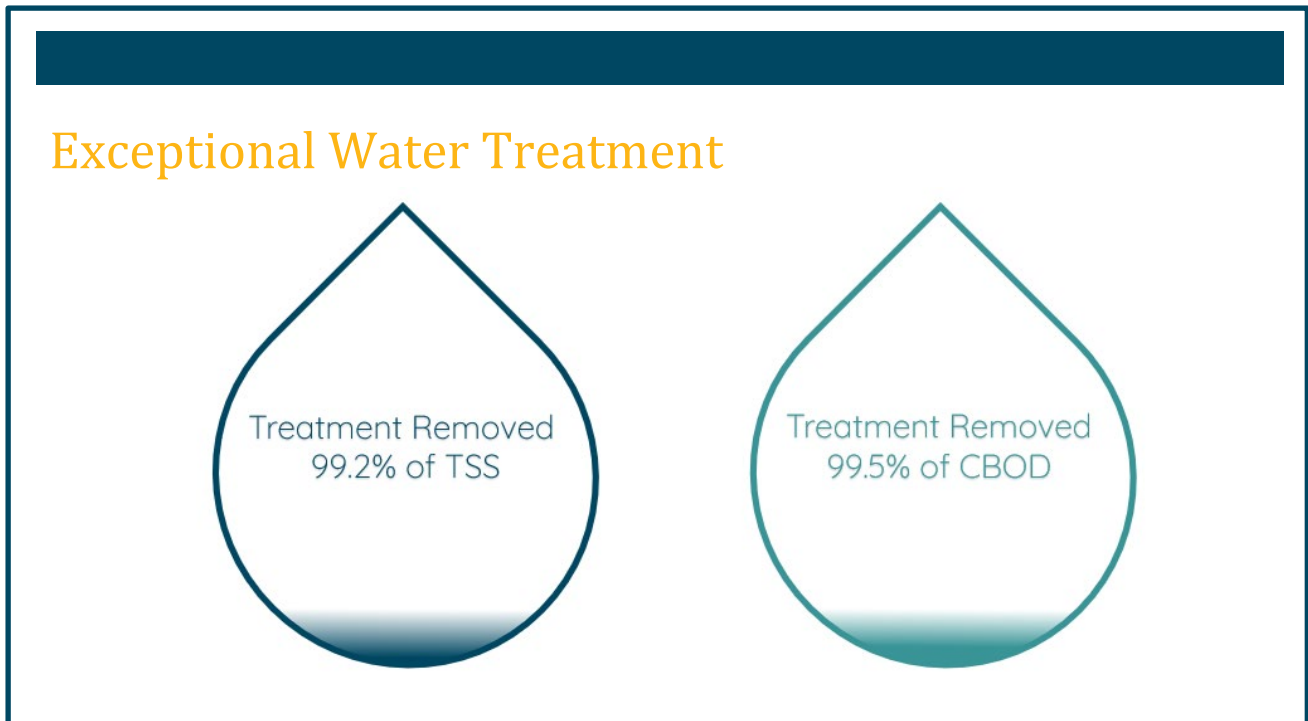 Exceptional Water Treatment
Treatment Removed
99.2% of TSS
Treatment Removed
99.5% of CBOD